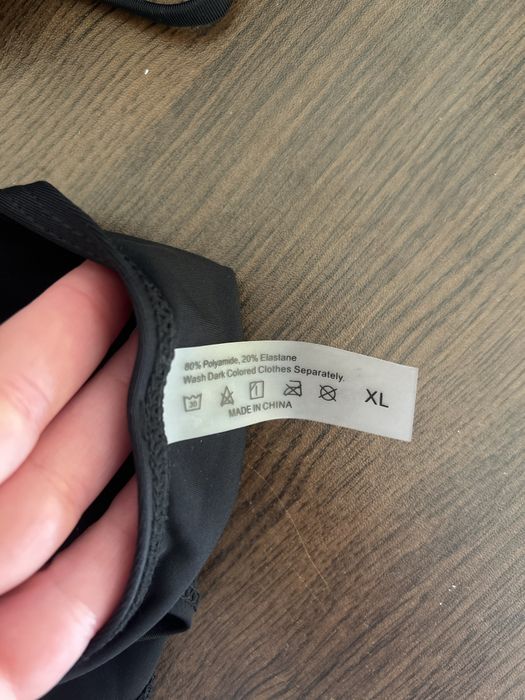 80% Polyamide, 20% Elastane
Wash Dark Colored Clothes Separately.
30
XL
MADE IN CHINA